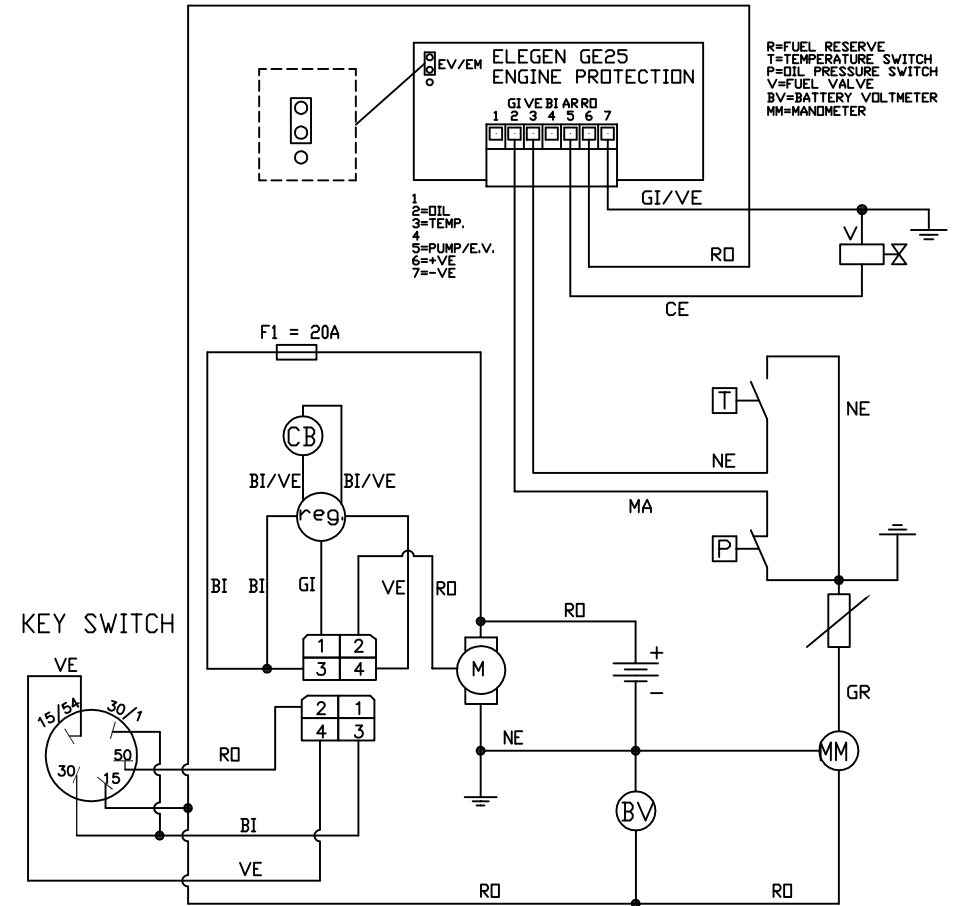 ELEGEN GE25
ENGINE PROTECTION
EV/EM
GI VE BI AR RO
1 2 3 4 5 6 7
R=FUEL RESERVE
T=TEMPERATURE SWITCH
P=OIL PRESSURE SWITCH
V=FUEL VALVE
BV=BATTERY VOLTMETER
MM=MANOMETER
1
2=OIL
3=TEMP.
4
5=PUMP/E.V.
6=+VE
7=-VE
GI/VE
V
RO
CE
F1 = 20A
T
NE
NE
CB
BI/VE
BI/VE
reg.
MA
P
BI
BI
GI
VE
RO
KEY SWITCH
RO
1 2
3 4
M
+
-
VE
GR
15/54
30/1
2 1
4 3
50
RO
NE
MM
30
15
BI
BV
VE
RO
RO